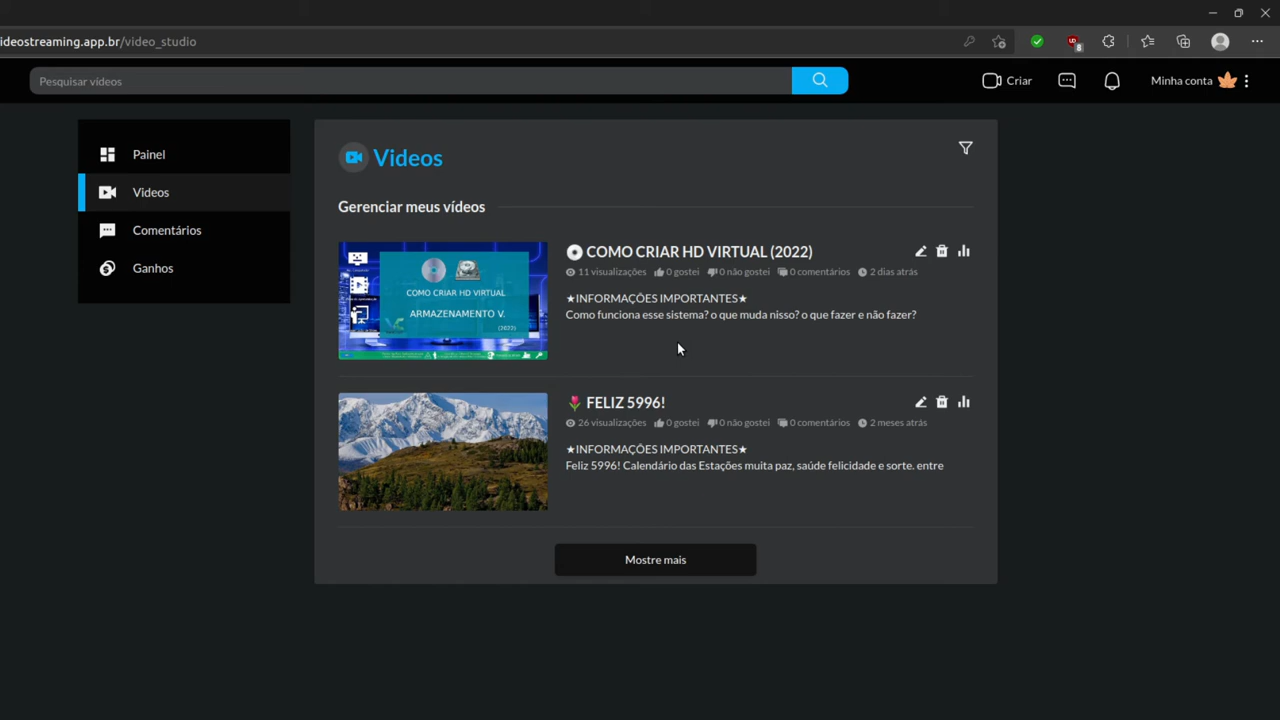 ideostreaming.app.br/video_studio
8
Pesquisar vídeos
Criar
Minha conta
Painel
Videos
Comentários
Ganhos
Videos
Gerenciar meus vídeos
COMO CRIAR HD VIRTUAL
ARMAZENAMENTO V.
(2022)
COMO CRIAR HD VIRTUAL (2022)
11 visualizações 0 gostei 0 não gostei 0 comentários 2 dias atrás
★INFORMAÇÕES IMPORTANTES★
Como funciona esse sistema? o que muda nisso? o que fazer e não fazer?
FELIZ 5996!
26 visualizações 0 gostei 0 não gostei 0 comentários 2 meses atrás
★INFORMAÇÕES IMPORTANTES★
Feliz 5996! Calendário das Estações muita paz, saúde felicidade e sorte. entre
Mostre mais